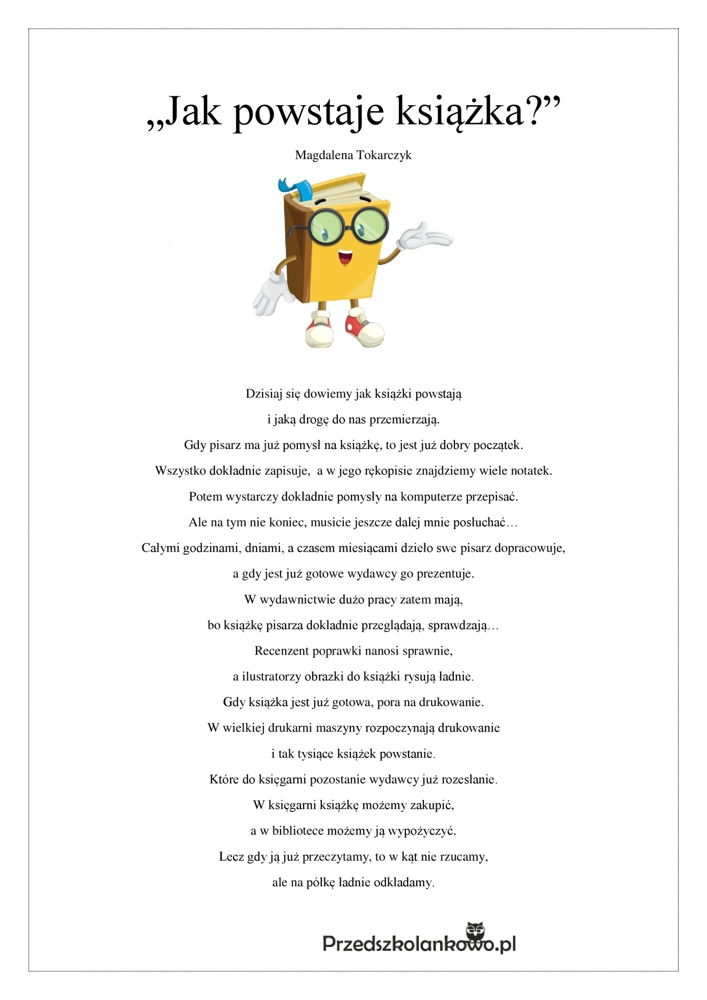 „Jak powstaje książka?”
Magdalena Tokarczyk
Dzisiaj się dowiemy jak książki powstają
i jaką drogę do nas przemierzają.
Gdy pisarz ma już pomysł na książkę, to jest już dobry początek.
Wszystko dokładnie zapisuje,  a w jego rękopisie znajdziemy wiele notatek.
Potem wystarczy dokładnie pomysły na komputerze przepisać.
Ale na tym nie koniec, musicie jeszcze dalej mnie posłuchać…
Całymi godzinami, dniami, a czasem miesiącami dzieło swe pisarz dopracowuje,
a gdy jest już gotowe wydawcy go prezentuje.
W wydawnictwie dużo pracy zatem mają,
bo książkę pisarza dokładnie przeglądają, sprawdzają…
Recenzent poprawki nanosi sprawnie,
a ilustratorzy obrazki do książki rysują ładnie.
Gdy książka jest już gotowa, pora na drukowanie.
W wielkiej drukarni maszyny rozpoczynają drukowanie
i tak tysiące książek powstanie.
Które do księgarni pozostanie wydawcy już rozesłanie.
W księgarni książkę możemy zakupić,
a w bibliotece możemy ją wypożyczyć.
Lecz gdy ją już przeczytamy, to w kąt nie rzucamy,
ale na półkę ładnie odkładamy.
Przedszkolankowo.pl